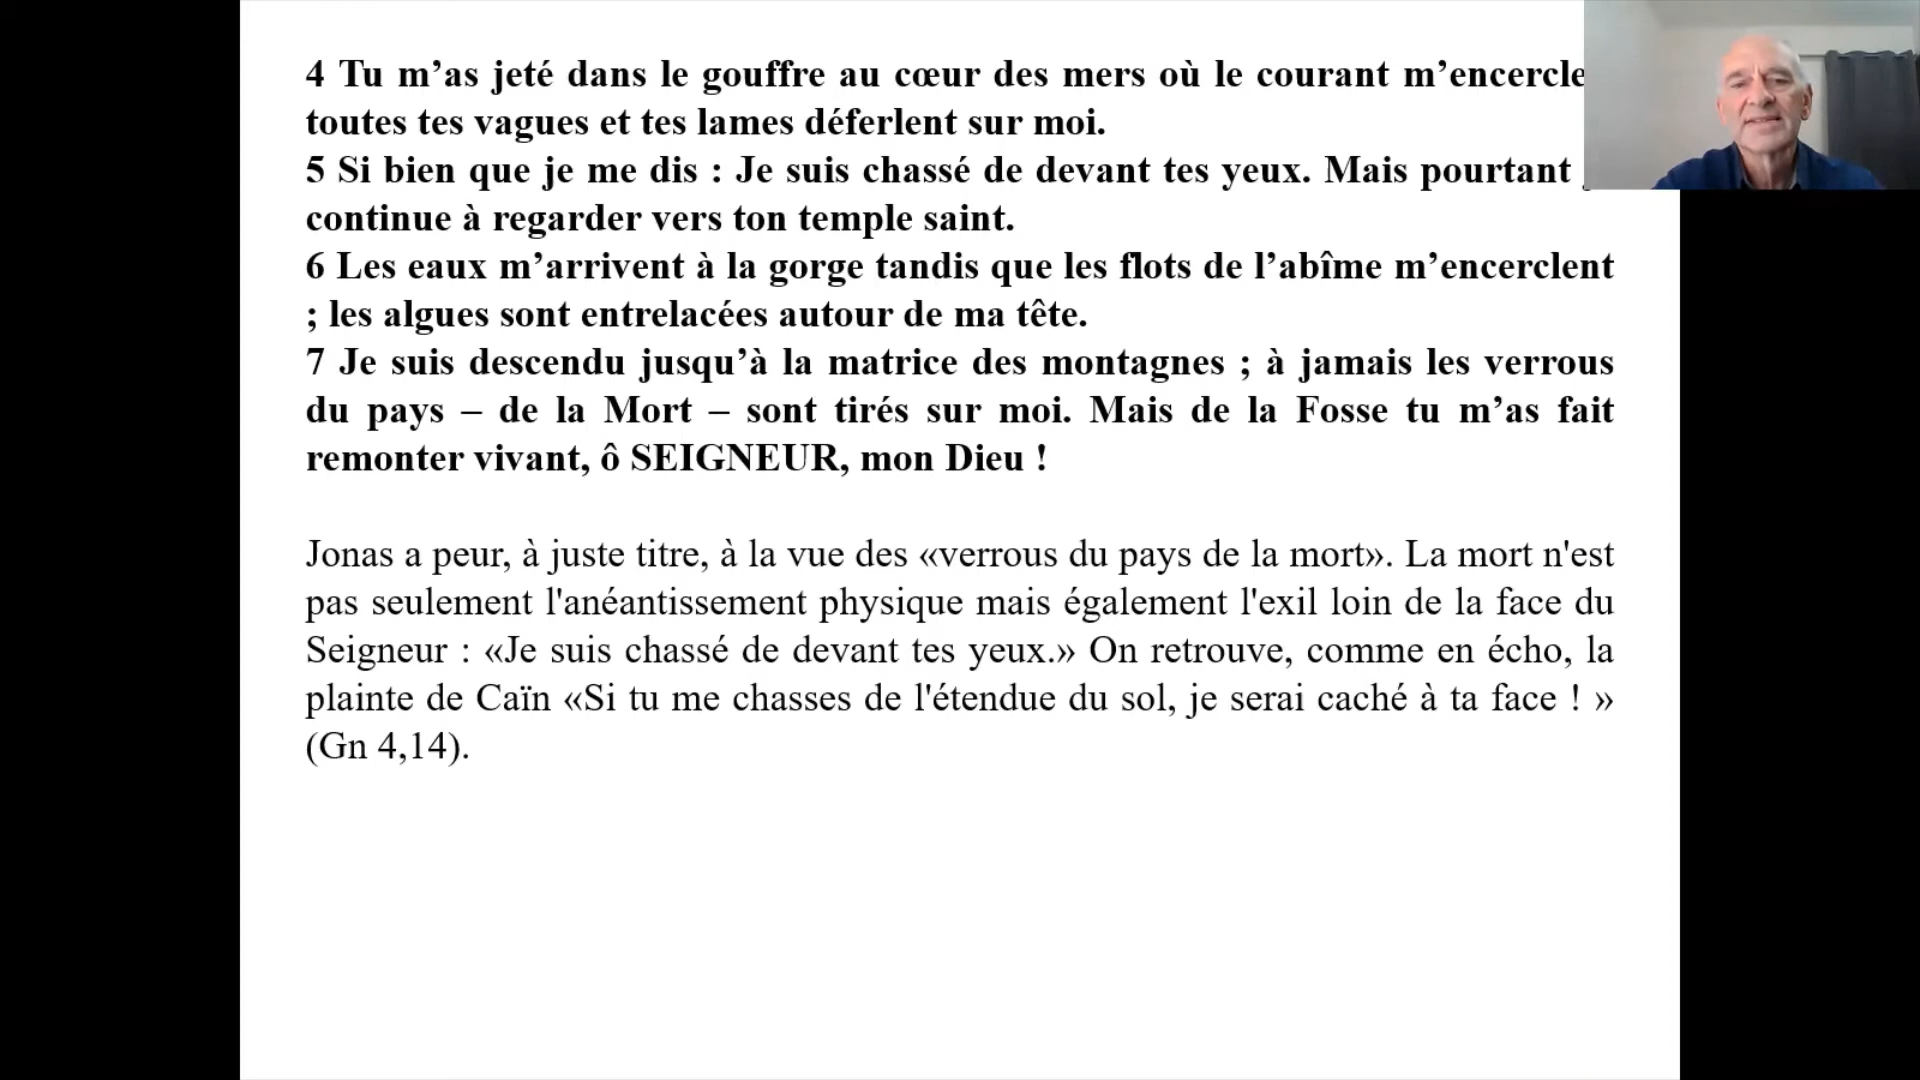 4 Tu m’as jeté dans le gouffre au cœur des mers où le courant m’encercle
toutes tes vagues et tes lames déferlent sur moi.
5 Si bien que je me dis : Je suis chassé de devant tes yeux. Mais pourtant
continue à regarder vers ton temple saint.
6 Les eaux m’arrivent à la gorge tandis que les flots de l’abîme m’encerclent
; les algues sont entrelacées autour de ma tête.
7 Je suis descendu jusqu’à la matrice des montagnes ; à jamais les verrous
du pays – de la Mort – sont tirés sur moi. Mais de la Fosse tu m’as fait
remonter vivant, ô SEIGNEUR, mon Dieu !
Jonas a peur, à juste titre, à la vue des «verrous du pays de la mort». La mort n'est
pas seulement l'anéantissement physique mais également l'exil loin de la face du
Seigneur : «Je suis chassé de devant tes yeux.» On retrouve, comme en écho, la
plainte de Caïn «Si tu me chasses de l'étendue du sol, je serai caché à ta face ! »
(Gn 4,14).